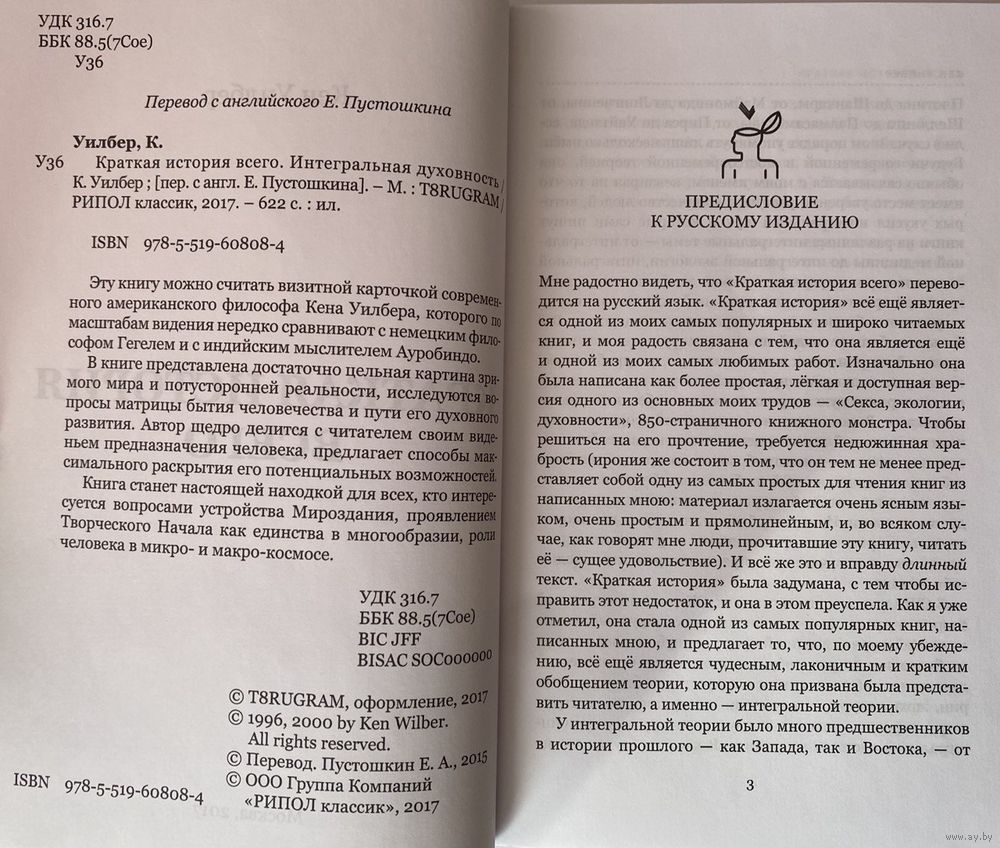 УДК 316.7
ББК 88.5(7Сое)
У36
Перевод с английского Е. Пустошкина
Уилбер, К.
У36 Краткая история всего. Интегральная духовность /
К. Уилбер ; [пер. с англ. Е. Пустошкина]. – М. : T8RUGRAM /
РИПОЛ классик, 2017. – 622 с. : ил.
ISBN 978-5-519-60808-4
Эту книгу можно считать визитной карточкой современ-
ного американского философа Кена Уилбера, которого по
масштабам видения нередко сравнивают с немецким фило-
софом Гегелем и с индийским мыслителем Ауробиндо.
В книге представлена достаточно цельная картина зри-
мого мира и потусторонней реальности, исследуются во-
просы матрицы бытия человечества и пути его духовного
развития. Автор щедро делится с читателем своим виде-
ньем предназначения человека, предлагает способы мак-
симального раскрытия его потенциальных возможностей.
Книга станет настоящей находкой для всех, кто интере-
суется вопросами устройства Мироздания, проявлением
Творческого Начала как единства в многообразии, роли
человека в микро- и макро-космосе.
УДК 316.7
ББК 88.5(7Сое)
BIC JFF
BISAC SOC000000
© T8RUGRAM, оформление, 2017
© 1996, 2000 by Ken Wilber.
All rights reserved.
© Перевод. Пустошкин Е. А., 2015
© ООО Группа Компаний
«РИПОЛ классик», 2017
ISBN 978-5-519-60808-4
ПРЕДИСЛОВИЕ
К РУССКОМУ ИЗДАНИЮ
Мне радостно видеть, что «Краткая история всего» перево-
дится на русский язык. «Краткая история» всё ещё являет-
ся одной из моих самых популярных и широко читаемых
книг, и моя радость связана с тем, что она является ещё
и одной из моих самых любимых работ. Изначально она
была написана как более простая, лёгкая и доступная вер-
сия одного из основных моих трудов — «Секса, экологии,
духовности», 850-страничного книжного монстра. Чтобы
решиться на его прочтение, требуется недюжинная хра-
брость (ирония же состоит в том, что он тем не менее пред-
ставляет собой одну из самых простых для чтения книг из
написанных мною: материал излагается очень ясным язы-
ком, очень простым и прямолинейным, и, во всяком слу-
чае, как говорят мне люди, прочитавшие эту книгу, читать
её — сущее удовольствие). И всё же это и вправду длинный
текст. «Краткая история» была задумана, с тем чтобы ис-
править этот недостаток, и она в этом преуспела. Как я уже
отметил, она стала одной из самых популярных книг, на-
писанных мною, и предлагает то, что, по моему убежде-
нию, всё ещё является чудесным, лаконичным и кратким
обобщением теории, которую она призвана была предста-
вить читателю, а именно — интегральной теории.
У интегральной теории было много предшественников
в истории прошлого — как Запада, так и Востока, — от
3
www.ay.by